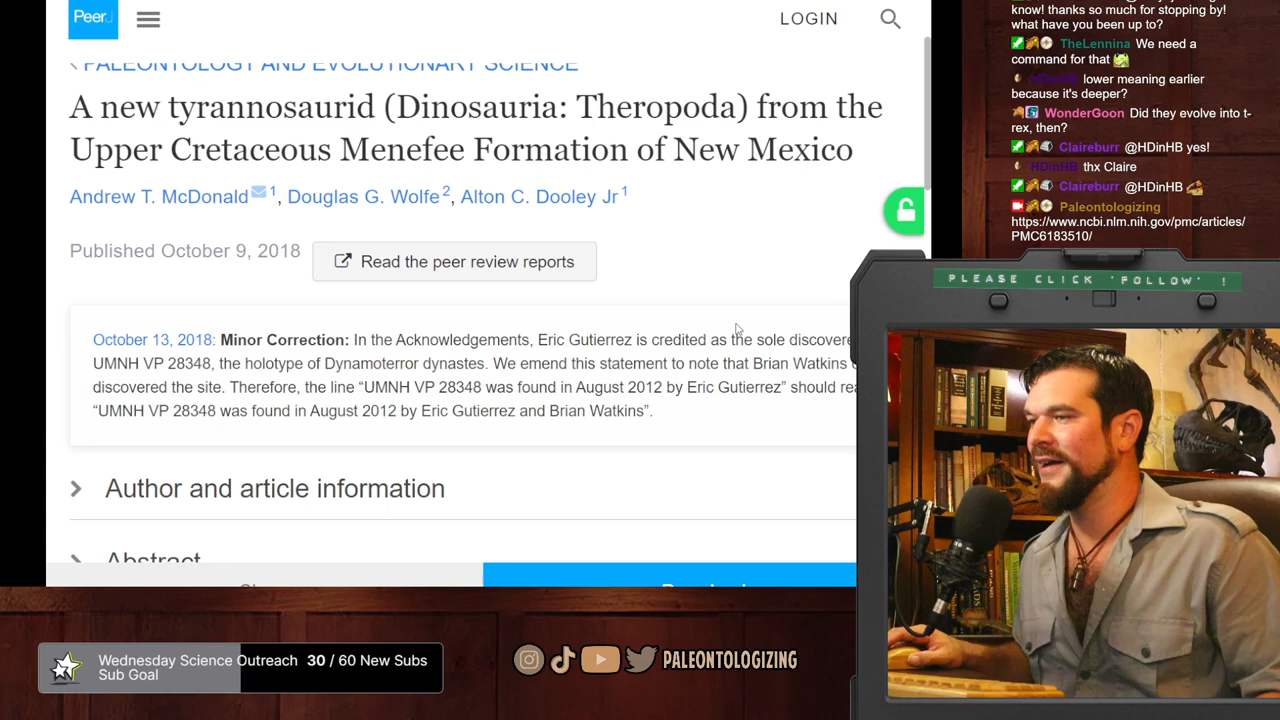 PeerJ
LOGIN
PALEONTOLOGY AND EVOLUTIONARY SCIENCE
A new tyrannosaurid (Dinosauria: Theropoda) from the
Upper Cretaceous Menefee Formation of New Mexico
Andrew T. McDonald 1, Douglas G. Wolfe 2, Alton C. Dooley Jr 1
Published October 9, 2018
Read the peer review reports
October 13, 2018: Minor Correction: In the Acknowledgements, Eric Gutierrez is credited as the sole discovere
UMNH VP 28348, the holotype of Dynamoterror dynastes. We emend this statement to note that Brian Watkins
discovered the site. Therefore, the line “UMNH VP 28348 was found in August 2012 by Eric Gutierrez” should rea
“UMNH VP 28348 was found in August 2012 by Eric Gutierrez and Brian Watkins”.
Author and article information
Abstract
know! thanks so much for stopping by!
what have you been up to?
TheLennina We need a
command for that
HDinHB lower meaning earlier
because it's deeper?
WonderGoon Did they evolve into t-
rex, then?
Claireburr @HDinHB yes!
HDinHB thx Claire
Claireburr @HDinHB
Paleontologizing
https://www.ncbi.nlm.nih.gov/pmc/articles/
PMC6183510/
PLEASE CLICK 'FOLLOW' !
Wednesday Science Outreach 30 / 60 New Subs
Sub Goal
PALEONTOLOGIZING